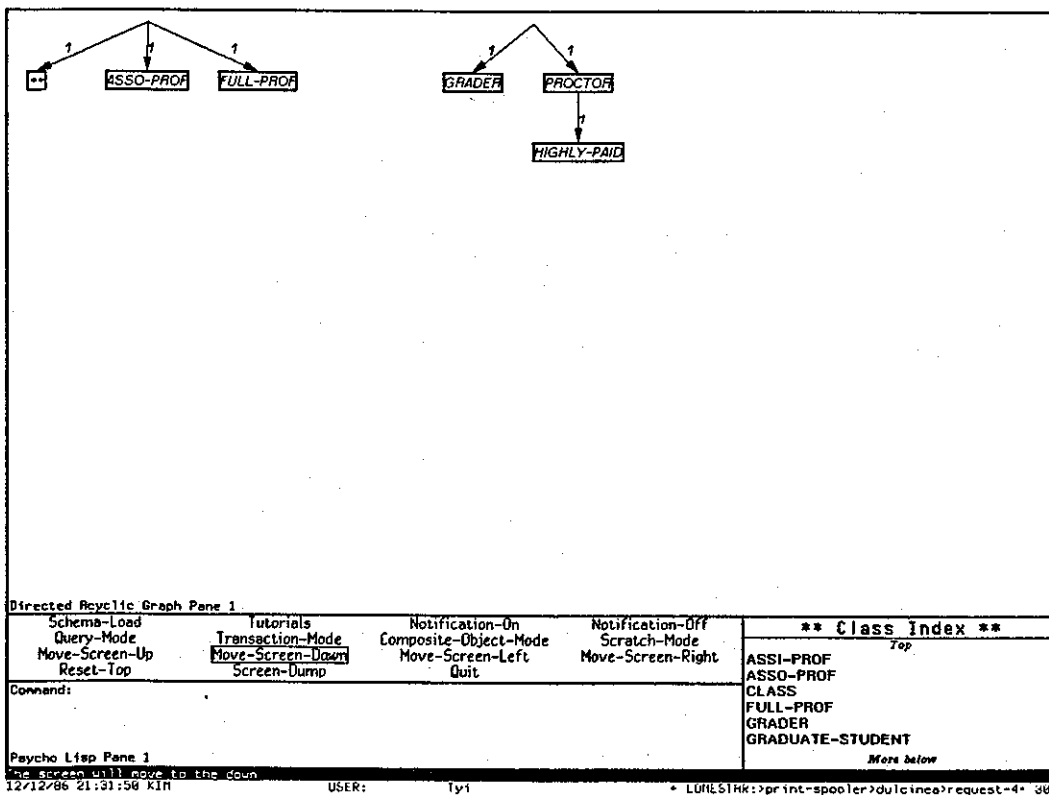 1 1 1 1 1
** ASSO-PROF FULL-PROF GRADER PROCTOR
1
HIGHLY-PAID
Directed Acyclic Graph Pane 1
Schema-Load Tutorials Notification-On Notification-Off
Query-Mode Transaction-Mode Composite-Object-Mode Scratch-Mode
Move-Screen-Up Move-Screen-Down Move-Screen-Left Move-Screen-Right
Reset-Top Screen-Dump Quit
Command:
Psycho Lisp Pane 1
** Class Index **
Top
ASSI-PROF
ASSO-PROF
CLASS
FULL-PROF
GRADER
GRADUATE-STUDENT
More below
The screen will move to the down
12/12/86 21:31:50 KIM USER: Tyi print-spooler>dulcinea>request-4* 30